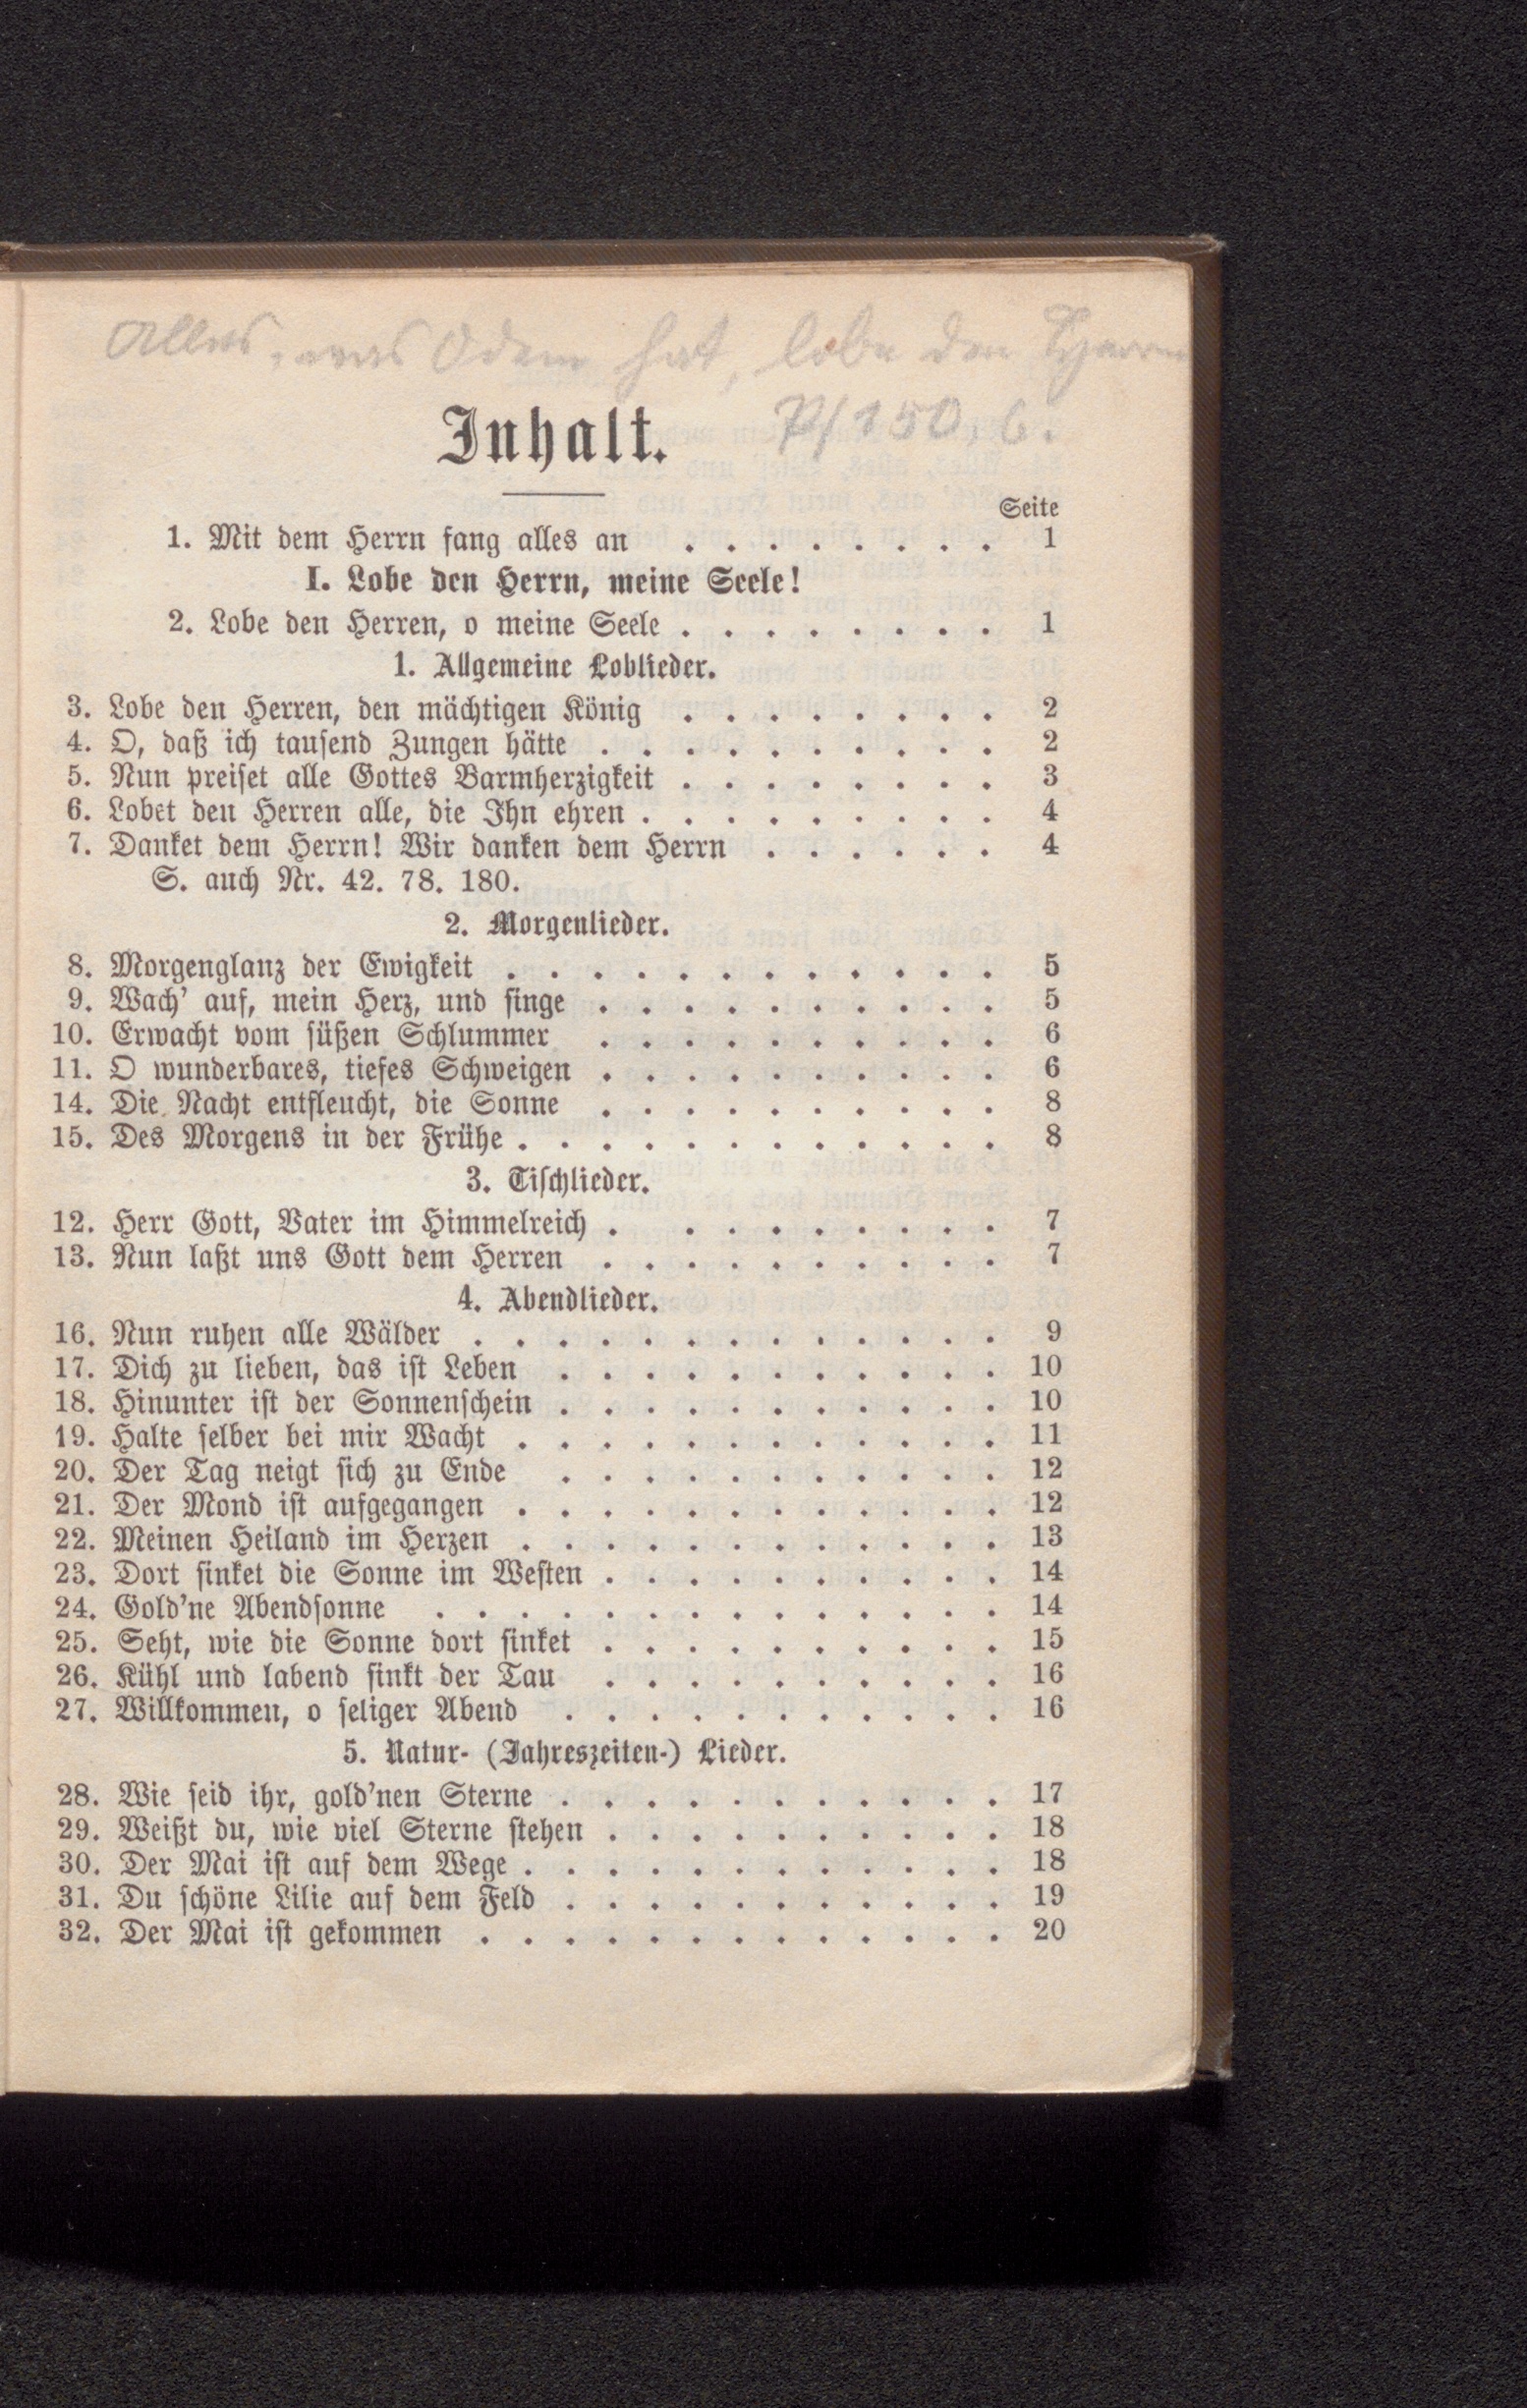 Alles, was Odem hat, lobe den Herrn
Ps 150, 6.
Inhalt.
Seite
1. Mit dem Herrn fang alles an . . . . . . . . 1
I. Lobe den Herrn, meine Seele!
2. Lobe den Herren, o meine Seele . . . . . . . . 1
1. Allgemeine Loblieder.
3. Lobe den Herren, den mächtigen König . . . . . . . . 2
4. O, daß ich tausend Zungen hätte . . . . . . . . . . 2
5. Nun preiset alle Gottes Barmherzigkeit . . . . . . . . 3
6. Lobet den Herren alle, die Ihn ehren . . . . . . . . . 4
7. Danket dem Herrn! Wir danken dem Herrn . . . . . . 4
S. auch Nr. 42. 78. 180.
2. Morgenlieder.
8. Morgenglanz der Ewigkeit . . . . . . . . . . . . 5
9. Wach' auf, mein Herz, und singe . . . . . . . . . . 5
10. Erwacht vom süßen Schlummer . . . . . . . . . . 6
11. O wunderbares, tiefes Schweigen . . . . . . . . . . 6
14. Die Nacht entfleucht, die Sonne . . . . . . . . . . 8
15. Des Morgens in der Frühe . . . . . . . . . . . . 8
3. Tischlieder.
12. Herr Gott, Vater im Himmelreich . . . . . . . . . 7
13. Nun laßt uns Gott dem Herren . . . . . . . . . . 7
4. Abendlieder.
16. Nun ruhen alle Wälder . . . . . . . . . . . . . 9
17. Dich zu lieben, das ist Leben . . . . . . . . . . . 10
18. Hinunter ist der Sonnenschein . . . . . . . . . . . 10
19. Halte selber bei mir Wacht . . . . . . . . . . . . 11
20. Der Tag neigt sich zu Ende . . . . . . . . . . . 12
21. Der Mond ist aufgegangen . . . . . . . . . . . . 12
22. Meinen Heiland im Herzen . . . . . . . . . . . . 13
23. Dort sinket die Sonne im Westen . . . . . . . . . . 14
24. Gold'ne Abendsonne . . . . . . . . . . . . . . 14
25. Seht, wie die Sonne dort sinket . . . . . . . . . . 15
26. Kühl und labend sinkt der Tau . . . . . . . . . . 16
27. Willkommen, o seliger Abend . . . . . . . . . . . 16
5. Natur- (Jahreszeiten-) Lieder.
28. Wie seid ihr, gold'nen Sterne . . . . . . . . . . . 17
29. Weißt du, wie viel Sterne stehen . . . . . . . . . . 18
30. Der Mai ist auf dem Wege . . . . . . . . . . . . 18
31. Du schöne Lilie auf dem Feld . . . . . . . . . . . 19
32. Der Mai ist gekommen . . . . . . . . . . . . . 20